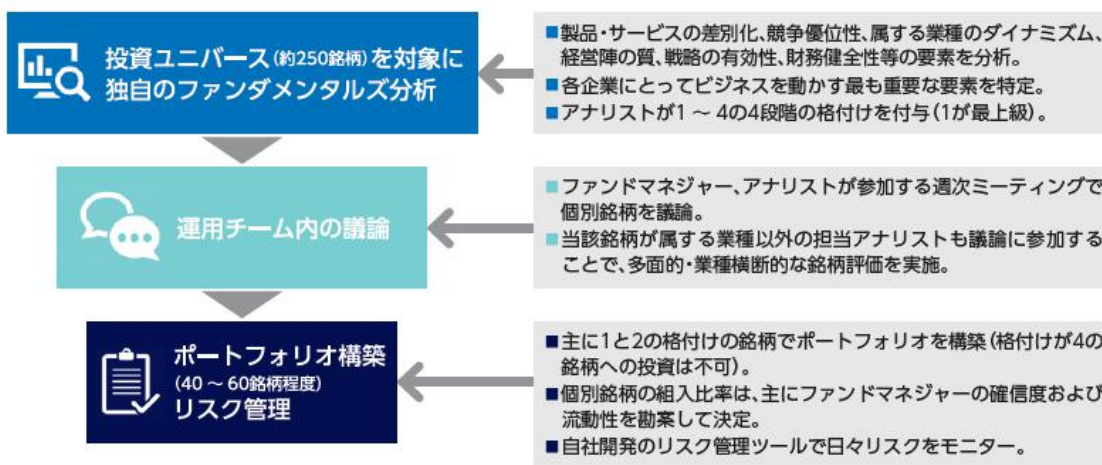 投資ユニバース(約250銘柄)を対象に
独自のファンダメンタルズ分析
■製品・サービスの差別化、競争優位性、属する業種のダイナミズム、
経営陣の質、戦略の有効性、財務健全性等の要素を分析。
■各企業にとってビジネスを動かす最も重要な要素を特定。
■アナリストが1～4の4段階の格付けを付与(1が最上級)。
運用チーム内の議論
■ファンドマネジャー、アナリストが参加する週次ミーティングで
個別銘柄を議論。
■当該銘柄が属する業種以外の担当アナリストも議論に参加する
ことで、多面的・業種横断的な銘柄評価を実施。
ポートフォリオ構築
(40～60銘柄程度)
リスク管理
■主に1と2の格付けの銘柄でポートフォリオを構築(格付けが4の
銘柄への投資は不可)。
■個別銘柄の組入比率は、主にファンドマネジャーの確信度および
流動性を勘案して決定。
■自社開発のリスク管理ツールで日々リスクをモニター。